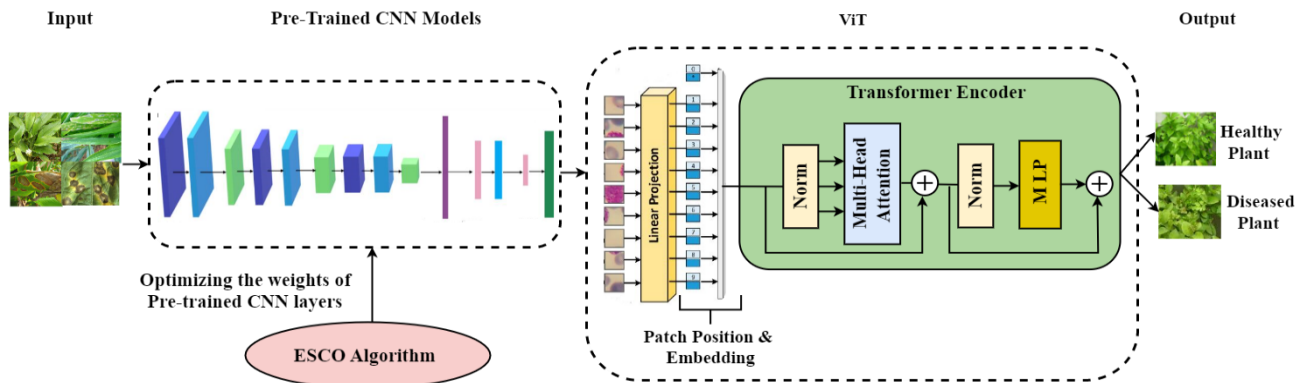 Input
Pre-Trained CNN Models
ViT
Output
Optimizing the weights of
Pre-trained CNN layers
ESCO Algorithm
Linear Projection
0
*
1
2
3
4
5
6
7
8
9
Patch Position &
Embedding
Transformer Encoder
Norm
Multi-Head
Attention
Norm
MLP
Healthy
Plant
Diseased
Plant